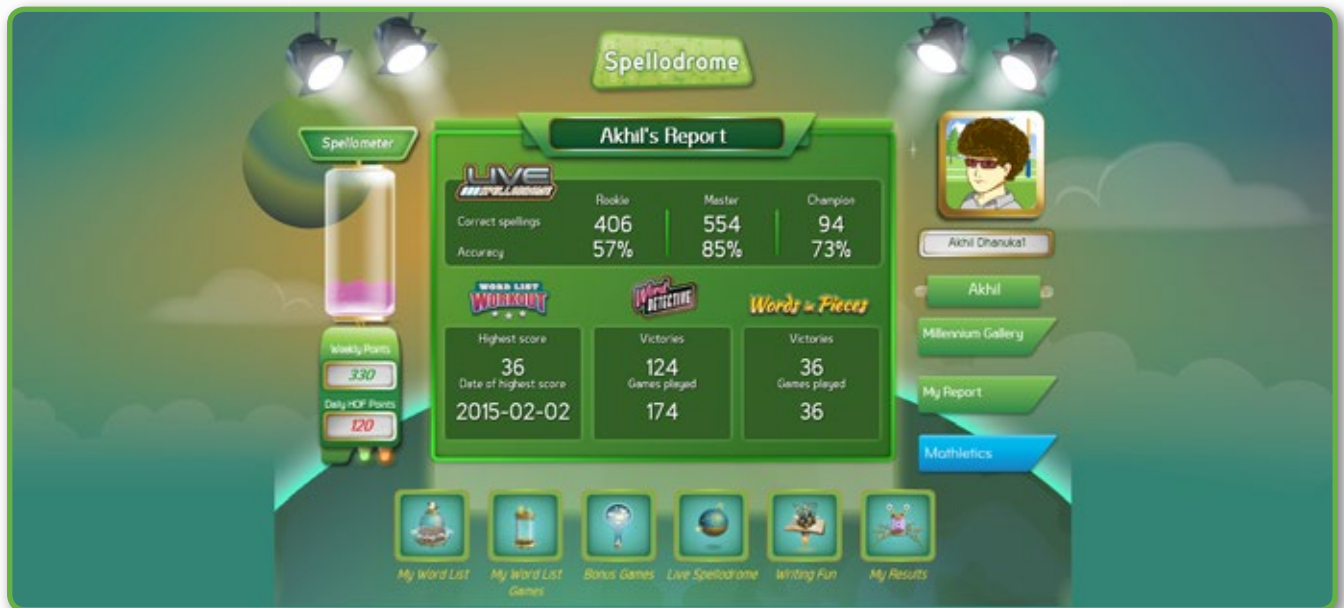 Spellodrome
Akhil's Report
Spellometer
LIVE
SPELLODROME
Rookie Master Champion
Correct spellings 406 554 94
Accuracy 57% 85% 73%
WORD LIST
WORKOUT
Word
DETECTIVE
Words in Pieces
Highest score
36
Date of highest score
2015-02-02
Victories
124
Games played
174
Victories
36
Games played
36
Weekly Points
330
Daily HOF Points
120
Akhil Dhanuka1
Akhil
Millennium Gallery
My Report
Mathletics
My Word List
My Word List
Games
Bonus Games
Live Spellodrome
Writing Fun
My Results